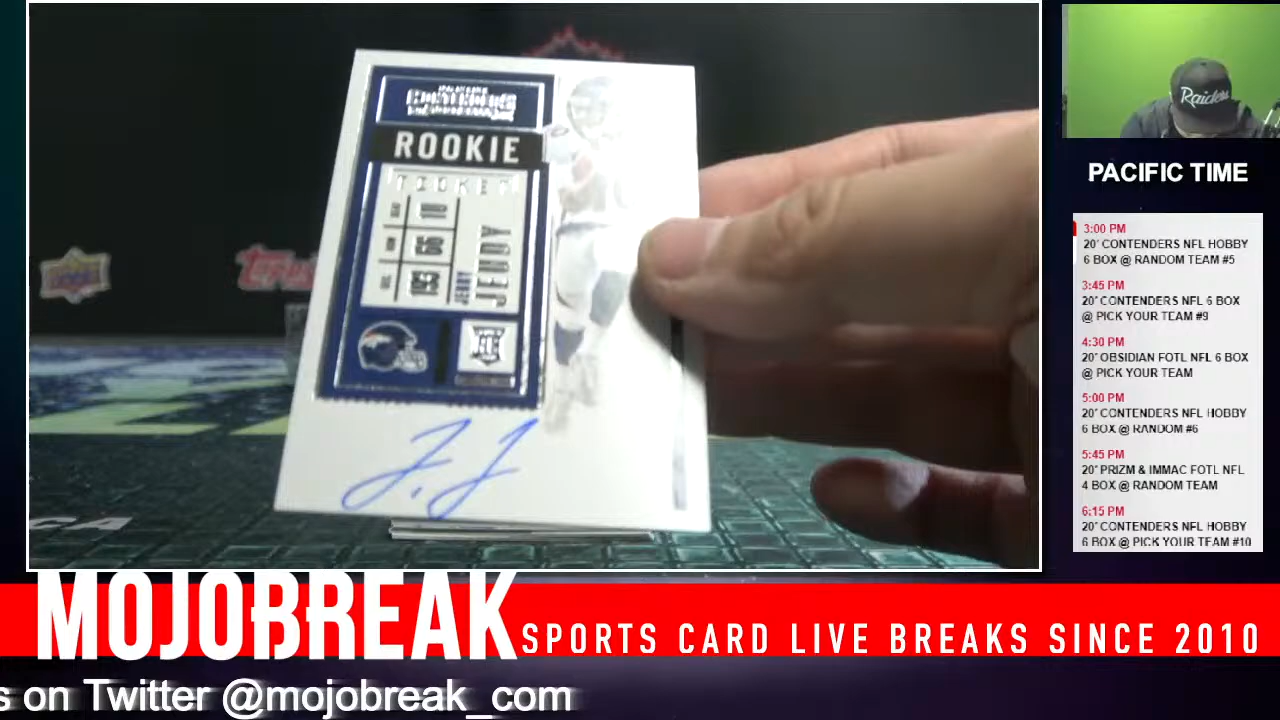 CONTENDERS
ROOKIE
TICKET
JERRY
JEUDY
J. J
Topps
Raiders
PACIFIC TIME
3:00 PM
20' CONTENDERS NFL HOBBY
6 BOX @ RANDOM TEAM #5
3:45 PM
20' CONTENDERS NFL 6 BOX
@ PICK YOUR TEAM #9
4:30 PM
20' OBSIDIAN FOTL NFL 6 BOX
@ PICK YOUR TEAM
5:00 PM
20' CONTENDERS NFL HOBBY
6 BOX @ RANDOM #6
5:45 PM
20' PRIZM & IMMAC FOTL NFL
4 BOX @ RANDOM TEAM
6:15 PM
20' CONTENDERS NFL HOBBY
6 BOX @ PICK YOUR TEAM #10
MOJOBREAK
SPORTS CARD LIVE BREAKS SINCE 2010
s on Twitter @mojobreak_com